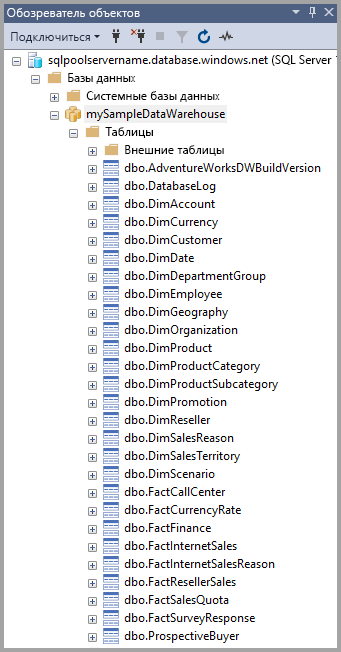 Обозреватель объектов
Подключиться
sqlpoolservername.database.windows.net (SQL Server
Базы данных
Системные базы данных
mySampleDataWarehouse
Таблицы
Внешние таблицы
dbo.AdventureWorksDWBuildVersion
dbo.DatabaseLog
dbo.DimAccount
dbo.DimCurrency
dbo.DimCustomer
dbo.DimDate
dbo.DimDepartmentGroup
dbo.DimEmployee
dbo.DimGeography
dbo.DimOrganization
dbo.DimProduct
dbo.DimProductCategory
dbo.DimProductSubcategory
dbo.DimPromotion
dbo.DimReseller
dbo.DimSalesReason
dbo.DimSalesTerritory
dbo.DimScenario
dbo.FactCallCenter
dbo.FactCurrencyRate
dbo.FactFinance
dbo.FactInternetSales
dbo.FactInternetSalesReason
dbo.FactResellerSales
dbo.FactSalesQuota
dbo.FactSurveyResponse
dbo.ProspectiveBuyer